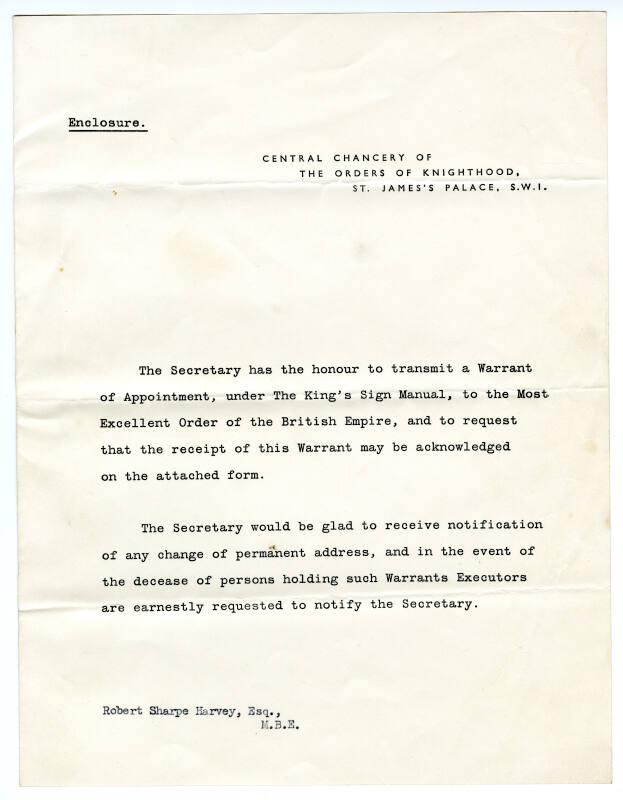 Enclosure.
CENTRAL CHANCERY OF
THE ORDERS OF KNIGHTHOOD,
ST. JAMES'S PALACE, S.W.I.
The Secretary has the honour to transmit a Warrant
of Appointment, under The King's Sign Manual, to the Most
Excellent Order of the British Empire, and to request
that the receipt of this Warrant may be acknowledged
on the attached form.
The Secretary would be glad to receive notification
of any change of permanent address, and in the event of
the decease of persons holding such Warrants Executors
are earnestly requested to notify the Secretary.
Robert Sharpe Harvey, Esq.,
M.B.E.